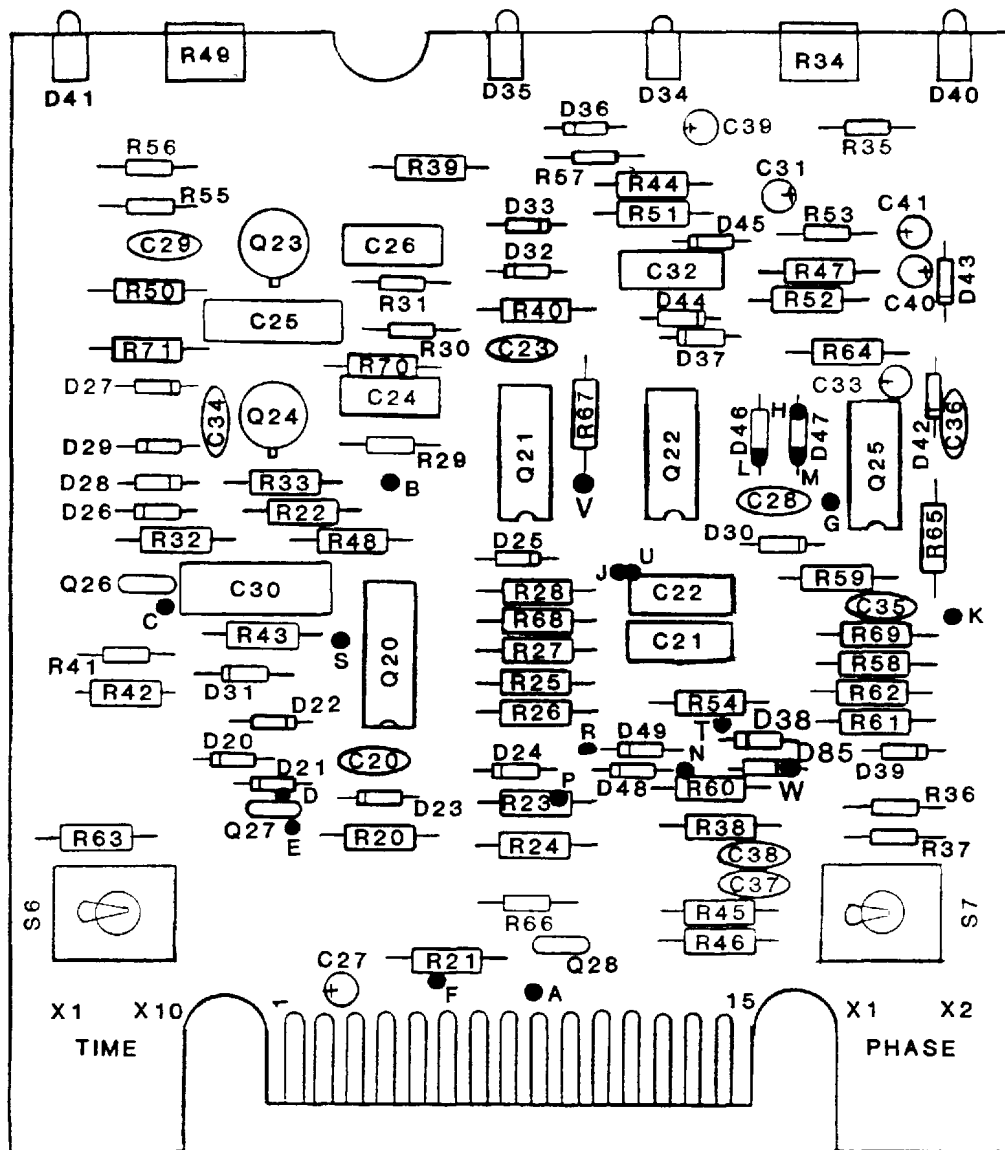 R49 R34
D41 D35 D34 D40
D36 C39
R56 R39 R35
R57 C31
R55 R44
D33 R51 D45 R53 C41
C29 Q23 C26
D32 C32 R47 D43
R50 R31 R52 C40
C25 R40 D44
R71 R30 C23 D37 R64
R70
D27 C24 C33
C34 Q24 R67 D46 H D47 D42 C36
D29 R29 Q21 Q22 Q25
L M
D28 R33 B V C28
D26 R22 G
R32 R48 D30 R65
D25
Q26 C30 J U R59
C R28 C22 C35
R43 S R68 R69 K
R41 Q20 R27 C21 R58
D31 R25 R62
R42 R26 R54
D22 T D38 R61
D20 C20 D24 R D49 N D85 D39
D21 D48 W
D D23 R23 P R60 R36
Q27
E R38
R63 R20 R24 R37
C38
C37
S6 R66 R45 S7
R46
R21 Q28
C27 F A
X1 X10 1 15 X1 X2
TIME PHASE